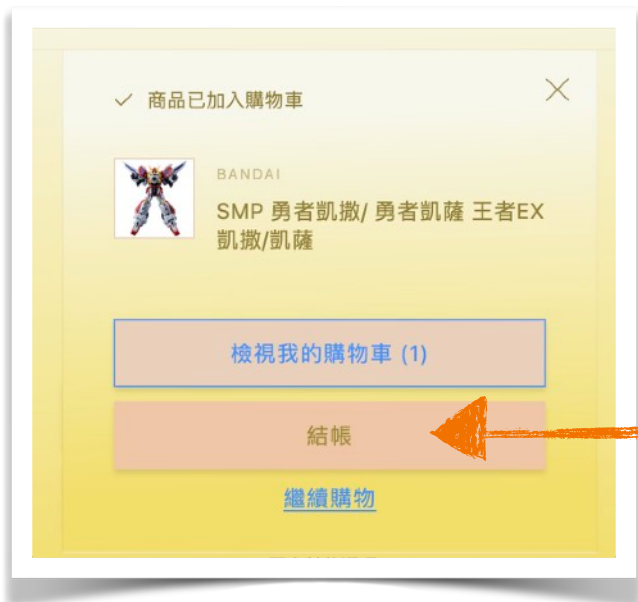 商品已加入購物車
BANDAI
SMP 勇者凱撒/ 勇者凱薩 王者EX
凱撒/凱薩
檢視我的購物車 (1)
結帳
繼續購物